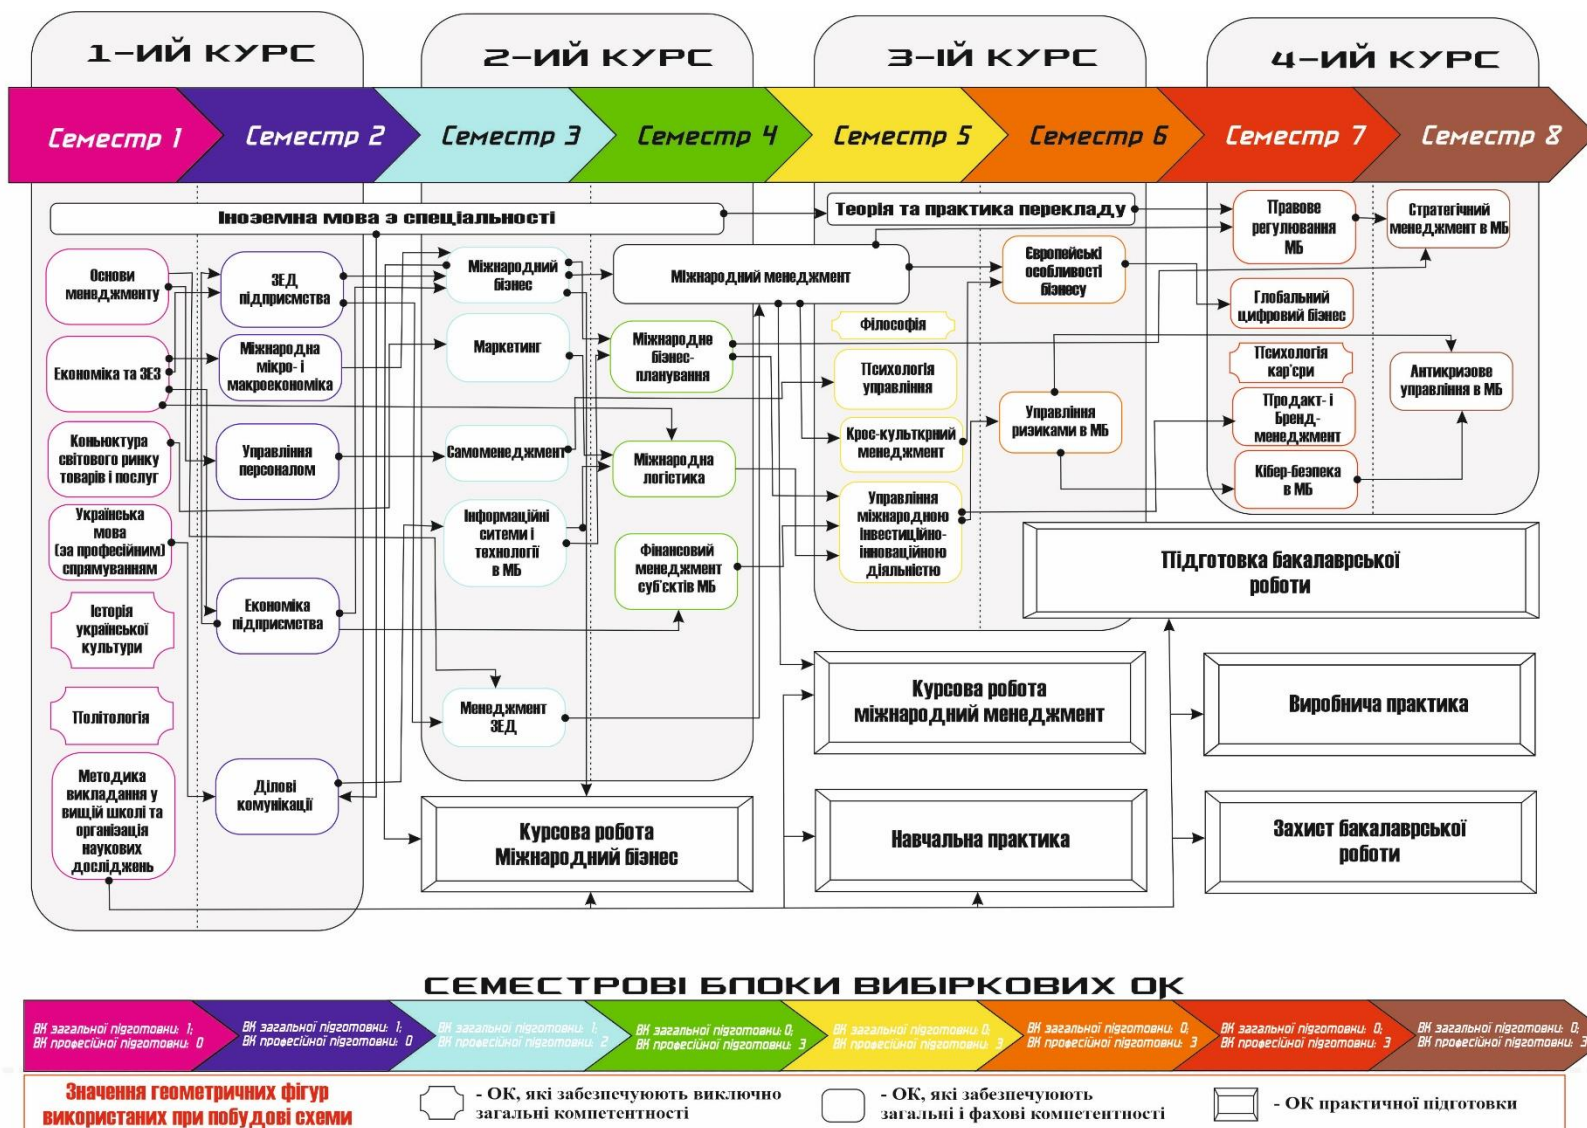 1-ИЙ КУРС
2-ИЙ КУРС
3-ІЙ КУРС
4-ИЙ КУРС
Семестр 1
Семестр 2
Семестр 3
Семестр 4
Семестр 5
Семестр 6
Семестр 7
Семестр 8
Іноземна мова з спеціальності
Теорія та практика перекладу
Основи
менеджменту
Економіка та ЗЕЗ
Коньюктура
світового ринку
товарів і послуг
Українська
мова
(за професійним)
спрямуванням)
Історія
української
культури
Політологія
Методика
викладання у
вищій школі та
організація
наукових
досліджень
ЗЕД
підприємства
Міжнародна
мікро- і
макроекономіка
Управління
персоналом
Економіка
підприємства
Ділові
комунікації
Міжнародний
бізнес
Маркетинг
Самоменеджмент
Інформаційні
ситеми і
технології
в МБ
Менеджмент
ЗЕД
Міжнародний менеджмент
Міжнародне
бізнес-
планування
Міжнародна
логістика
Фінансовий
менеджмент
суб'єктів МБ
Філософія
Психологія
управління
Крос-культкрний
менеджмент
Управління
міжнародною
Інвестиційно-
інноваційною
діяльністю
Європейські
особливості
бізнесу
Управління
ризиками в МБ
Правове
регулювання
МБ
Глобальний
цифровий бізнес
Психологія
кар'єри
Продакт- і
Бренд-
менеджмент
Кібер-безпека
в МБ
Стратегічний
менеджмент в МБ
Антикризове
управління в МБ
Підготовка бакалаврської
роботи
Курсова робота
міжнародний менеджмент
Виробнича практика
Курсова робота
Міжнародний бізнес
Навчальна практика
Захист бакалаврської
роботи
СЕМЕСТРОВІ БЛОКИ ВИБІРКОВИХ ОК
ВК загальної підготовки: 1;
ВК професійної підготовки: 0
ВК загальної підготовки: 1;
ВК професійної підготовки: 0
ВК загальної підготовки: 1;
ВК професійної підготовки: 2
ВК загальної підготовки: 0;
ВК професійної підготовки: 3
ВК загальної підготовки: 0;
ВК професійної підготовки: 3
ВК загальної підготовки: 0;
ВК професійної підготовки: 3
ВК загальної підготовки: 0;
ВК професійної підготовки: 3
ВК загальної підготовки: 0;
ВК професійної підготовки: 3
Значення геометричних фігур
використаних при побудові схеми
- ОК, які забезпечуюють виключно
загальні компетентності
- ОК, які забезпечують
загальні і фахові компетентності
- ОК практичної підготовки